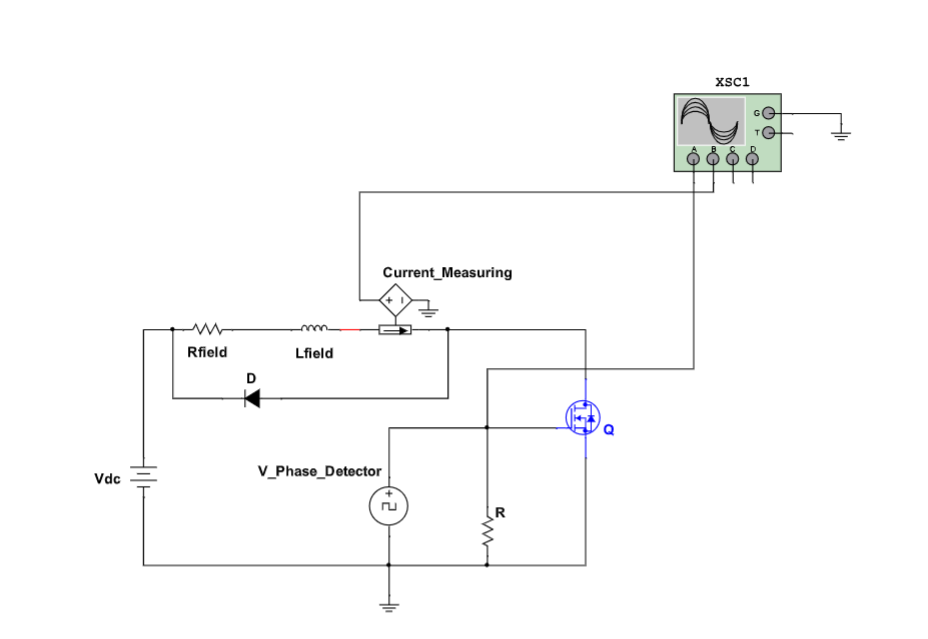 XSC1
G
T
A B C D
Current_Measuring
+
Rfield
Lfield
D
Q
V_Phase_Detector
Vdc
+
R